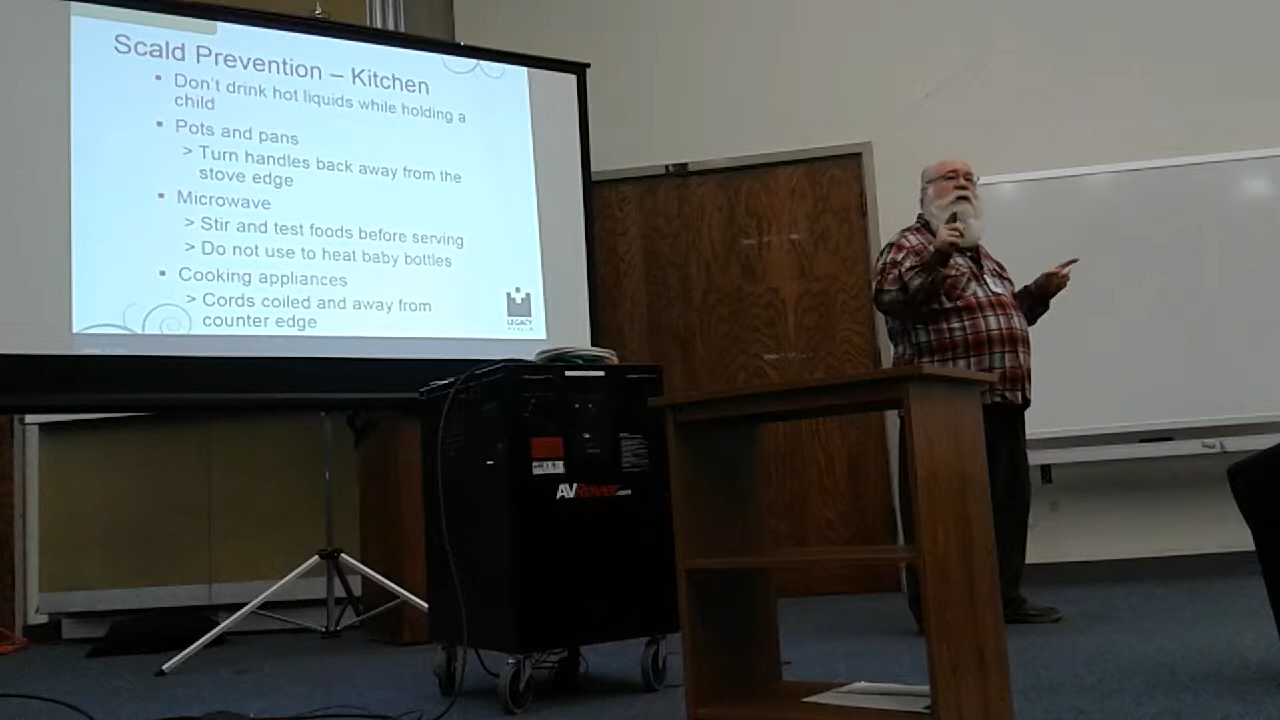 Scald Prevention – Kitchen
▪ Don't drink hot liquids while holding a
child
▪ Pots and pans
> Turn handles back away from the
stove edge
▪ Microwave
> Stir and test foods before serving
> Do not use to heat baby bottles
▪ Cooking appliances
> Cords coiled and away from
counter edge
LEGACY
HEALTH
AVRover.com